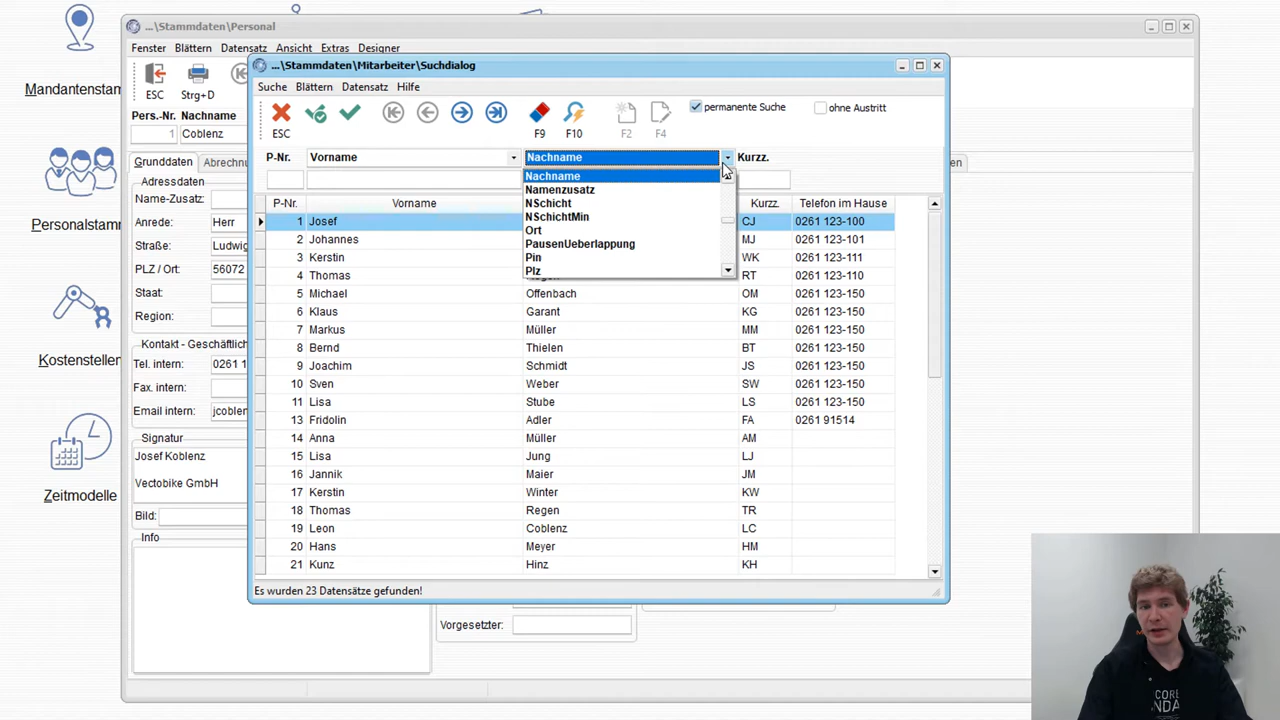 ...\Stammdaten\Personal
Fenster Blättern Datensatz Ansicht Extras Designer
ESC Strg+D
Pers.-Nr. Nachname
1 Coblenz
Grunddaten
Adressdaten
Name-Zusatz:
Anrede: Herr
Straße:
PLZ / Ort: 56072
Staat:
Region:
Kontakt - Geschäftlic
Tel. intern: 0261 1
Fax. intern:
Email intern: jcoblen
Signatur
Josef Koblenz
Vectobike GmbH
Bild:
Info
Vorgesetzter:
Mandantenstam
Personalstamm
Kostenstellen
Zeitmodelle
...\Stammdaten\Mitarbeiter\Suchdialog
Suche Blättern Datensatz Hilfe
ESC F9 F10 F2 F4
permanente Suche ohne Austritt
P-Nr. Vorname Nachname Kurzz.
Nachname
Namenzusatz
NSchicht
NSchichtMin
Ort
PausenUeberlappung
Pin
Plz
P-Nr. Vorname Kurzz. Telefon im Hause
1 Josef CJ 0261 123-100
2 Johannes MJ 0261 123-101
3 Kerstin WK 0261 123-111
4 Thomas RT 0261 123-110
5 Michael Offenbach OM 0261 123-150
6 Klaus Garant KG 0261 123-150
7 Markus Müller MM 0261 123-150
8 Bernd Thielen BT 0261 123-150
9 Joachim Schmidt JS 0261 123-150
10 Sven Weber SW 0261 123-150
11 Lisa Stube LS 0261 123-150
13 Fridolin Adler FA 0261 91514
14 Anna Müller AM
15 Lisa Jung LJ
16 Jannik Maier JM
17 Kerstin Winter KW
18 Thomas Regen TR
19 Leon Coblenz LC
20 Hans Meyer HM
21 Kunz Hinz KH
Es wurden 23 Datensätze gefunden!